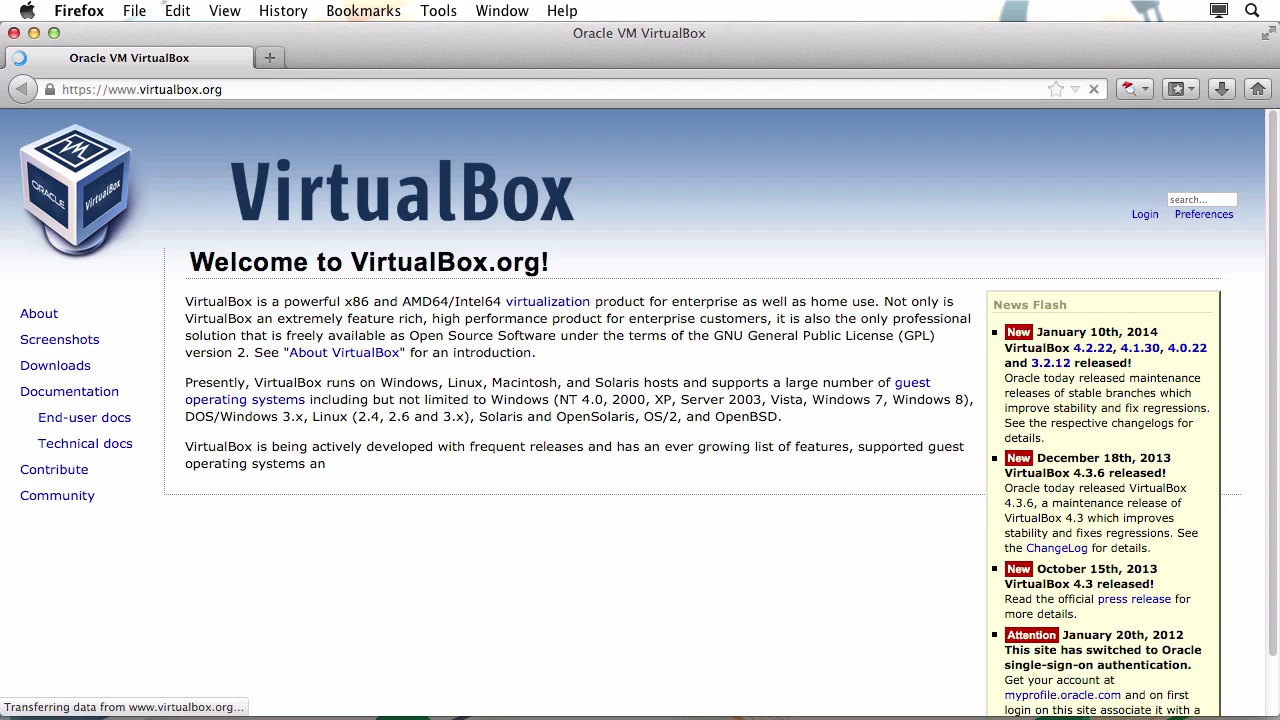 Firefox File Edit View History Bookmarks Tools Window Help
Oracle VM VirtualBox
Oracle VM VirtualBox
https://www.virtualbox.org
ORACLE
VirtualBox
VirtualBox
search...
Login Preferences
Welcome to VirtualBox.org!
About
Screenshots
Downloads
Documentation
End-user docs
Technical docs
Contribute
Community
VirtualBox is a powerful x86 and AMD64/Intel64 virtualization product for enterprise as well as home use. Not only is
VirtualBox an extremely feature rich, high performance product for enterprise customers, it is also the only professional
solution that is freely available as Open Source Software under the terms of the GNU General Public License (GPL)
version 2. See "About VirtualBox" for an introduction.
Presently, VirtualBox runs on Windows, Linux, Macintosh, and Solaris hosts and supports a large number of guest
operating systems including but not limited to Windows (NT 4.0, 2000, XP, Server 2003, Vista, Windows 7, Windows 8),
DOS/Windows 3.x, Linux (2.4, 2.6 and 3.x), Solaris and OpenSolaris, OS/2, and OpenBSD.
VirtualBox is being actively developed with frequent releases and has an ever growing list of features, supported guest
operating systems an
News Flash
New January 10th, 2014
VirtualBox 4.2.22, 4.1.30, 4.0.22
and 3.2.12 released!
Oracle today released maintenance
releases of stable branches which
improve stability and fix regressions.
See the respective changelogs for
details.
New December 18th, 2013
VirtualBox 4.3.6 released!
Oracle today released VirtualBox
4.3.6, a maintenance release of
VirtualBox 4.3 which improves
stability and fixes regressions. See
the ChangeLog for details.
New October 15th, 2013
VirtualBox 4.3 released!
Read the official press release for
more details.
Attention January 20th, 2012
This site has switched to Oracle
single-sign-on authentication.
Get your account at
myprofile.oracle.com and on first
login on this site associate it with a
Transferring data from www.virtualbox.org...